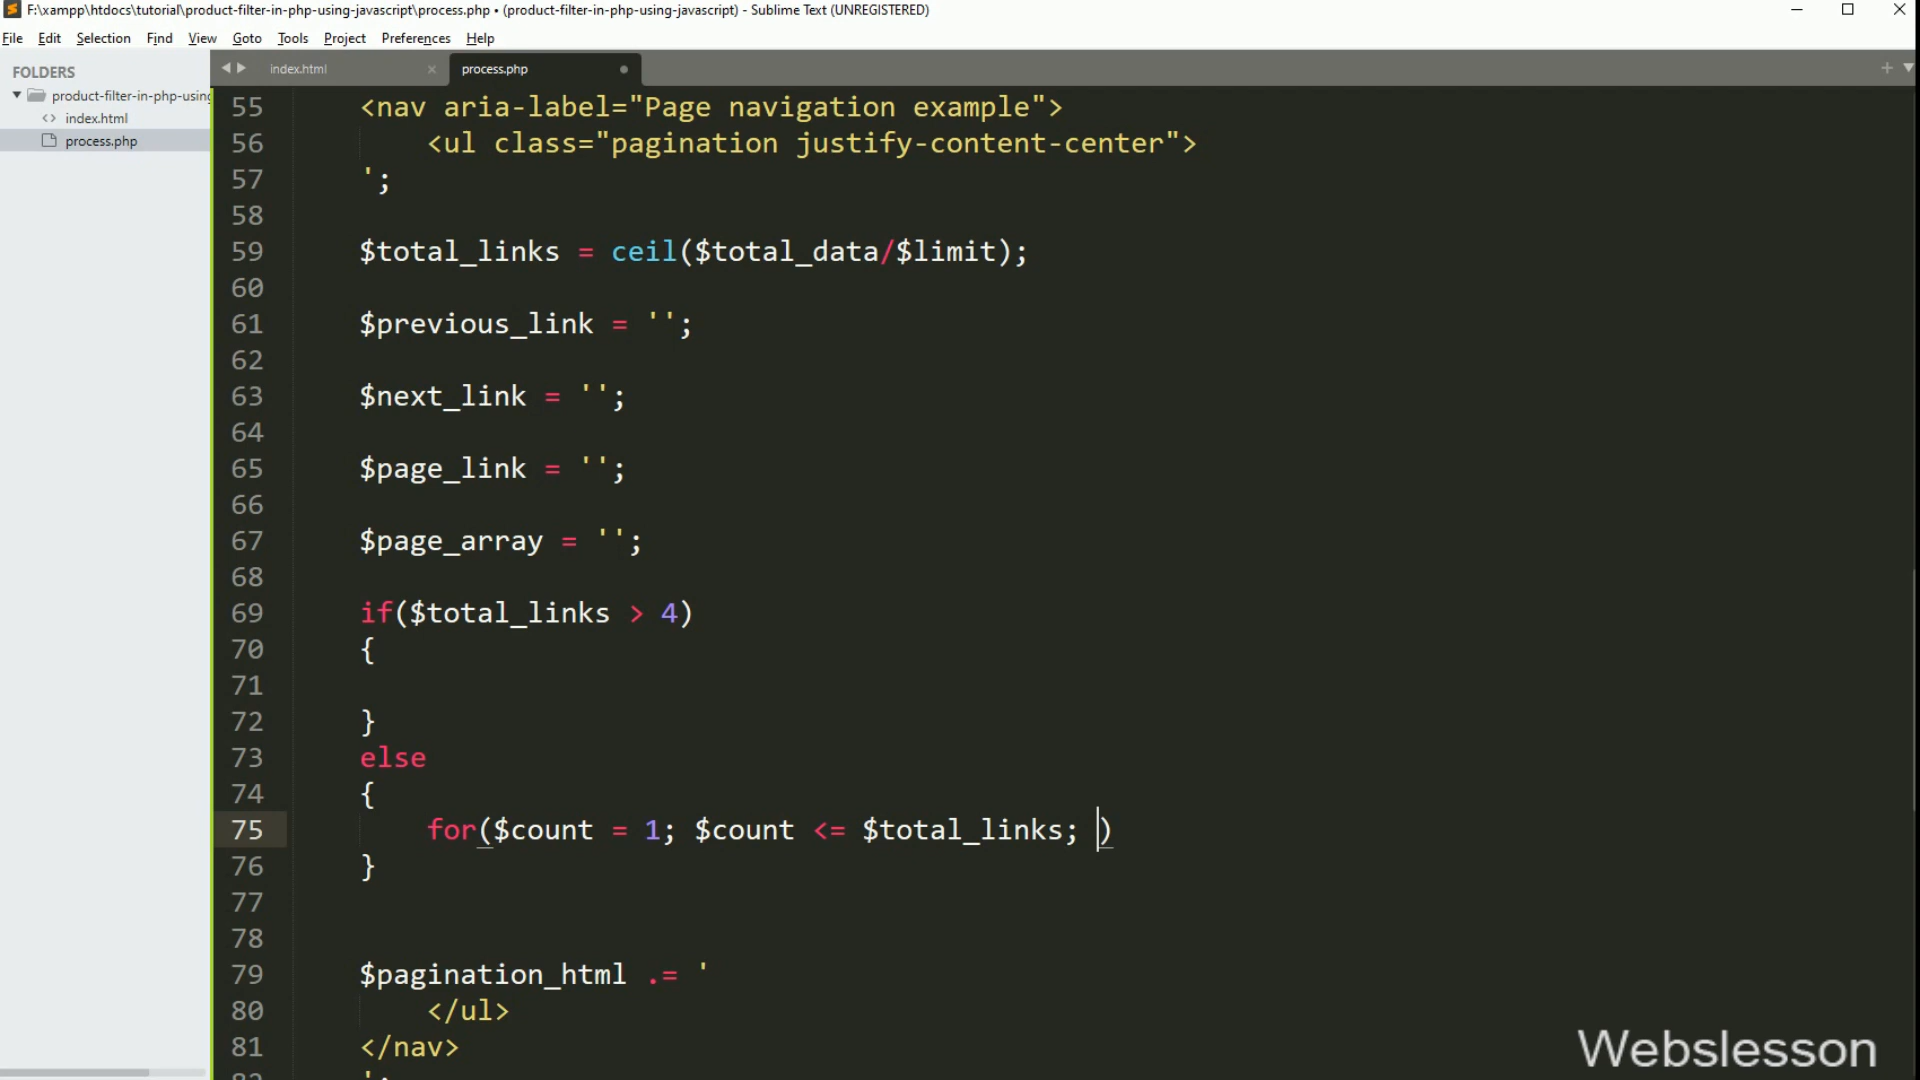 F:\xampp\htdocs\tutorial\product-filter-in-php-using-javascript\process.php • (product-filter-in-php-using-javascript) - Sublime Text (UNREGISTERED)
File Edit Selection Find View Goto Tools Project Preferences Help
FOLDERS
product-filter-in-php-using
index.html
process.php
index.html
process.php
55 <nav aria-label="Page navigation example">
56 <ul class="pagination justify-content-center">
57 ';
58
59 $total_links = ceil($total_data/$limit);
60
61 $previous_link = '';
62
63 $next_link = '';
64
65 $page_link = '';
66
67 $page_array = '';
68
69 if($total_links > 4)
70 {
71
72 }
73 else
74 {
75 for($count = 1; $count <= $total_links; )
76 }
77
78
79 $pagination_html .= '
80 </ul>
81 </nav>
Webslesson